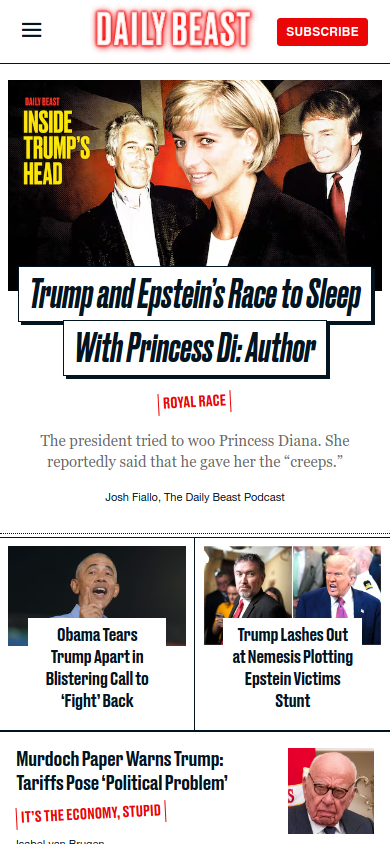 DAILY BEAST
SUBSCRIBE
DAILY BEAST
INSIDE
TRUMP'S
HEAD
Trump and Epstein's Race to Sleep
With Princess Di: Author
ROYAL RACE
The president tried to woo Princess Diana. She
reportedly said that he gave her the “creeps.”
Josh Fiallo, The Daily Beast Podcast
Obama Tears
Trump Apart in
Blistering Call to
‘Fight’ Back
Trump Lashes Out
at Nemesis Plotting
Epstein Victims
Stunt
Murdoch Paper Warns Trump:
Tariffs Pose ‘Political Problem’
S
IT'S THE ECONOMY, STUPID
Isabel van Brugen